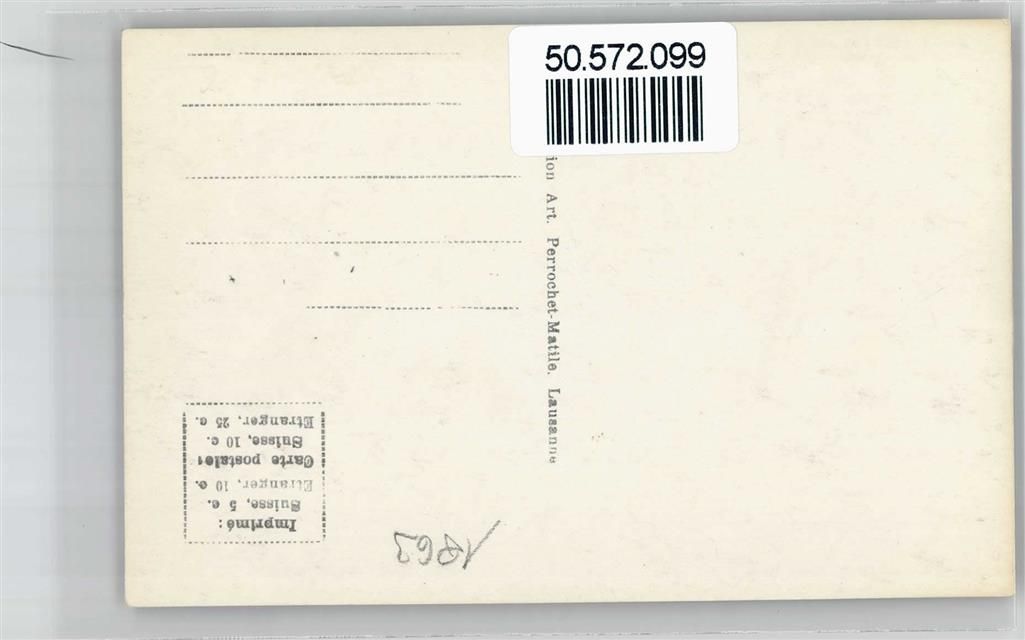 50.572.099
ion Art. Perrochet-Matile. Lausanne
Imprimé:
Suisse, 5 c.
Etranger, 10 c.
Carte postale:
Suisse, 10 c.
Etranger, 25 c.